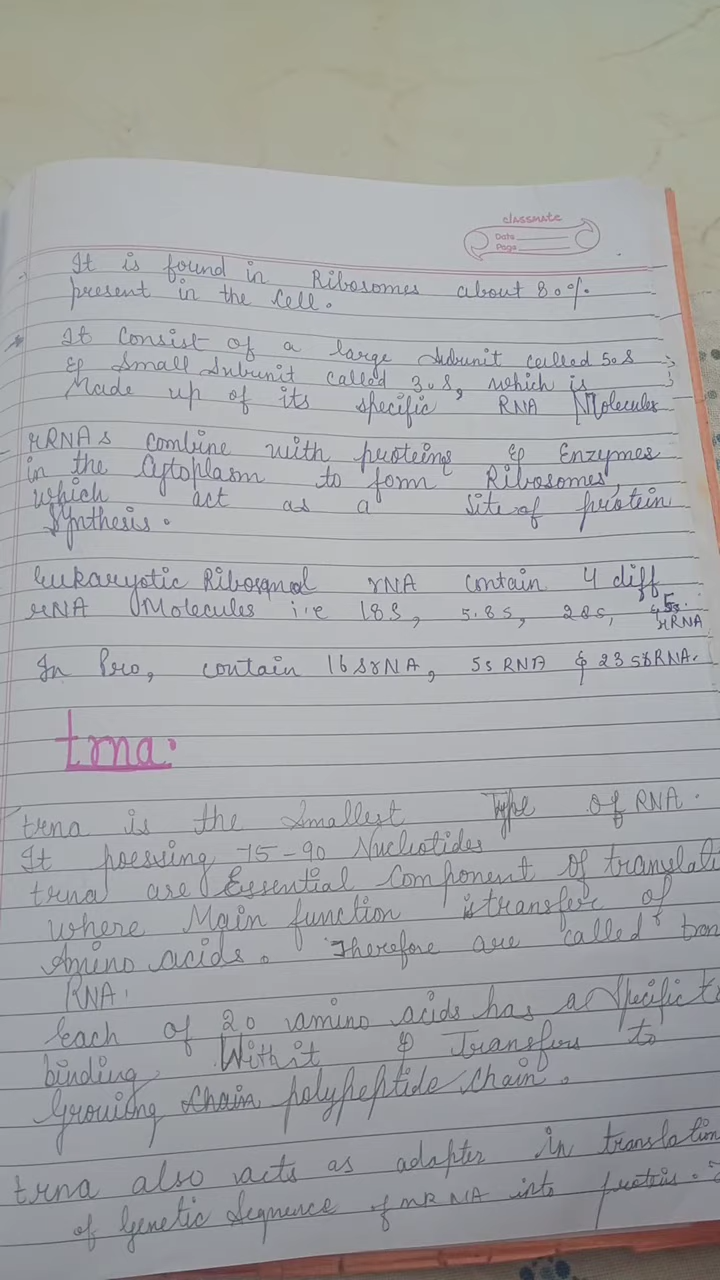 classmate
Date
Page
It is found in Ribosomes about 80%
present in the cell.
It consist of a large subunit called 50S
& Small Subunit called 30S, which is
Made up of its specific RNA Molecules
rRNAs combine with proteins & Enzymes
in the Cytoplasm to form Ribosomes,
which act as a site of protein
Synthesis.
Eukaryotic Ribosomal rRNA contain 4 diff
rRNA Molecules i.e 18S, 5.8S, 28S, 5S
rRNA
In Pro, contain 16SrRNA, 5s RNA & 23SrRNA.
trna:
trna is the Smallest Type of RNA.
It possessing 75-90 Nucleotides
trna are Essential Component of translati
where Main function is transfer of
Amino acids. Therefore are called tran
RNA.
Each of 20 amino acids has a specific t
binding With it & Transfers to
Growing chain polypeptide chain.
trna also acts as adapter in translation
of Genetic Sequence of mRNA into protein.